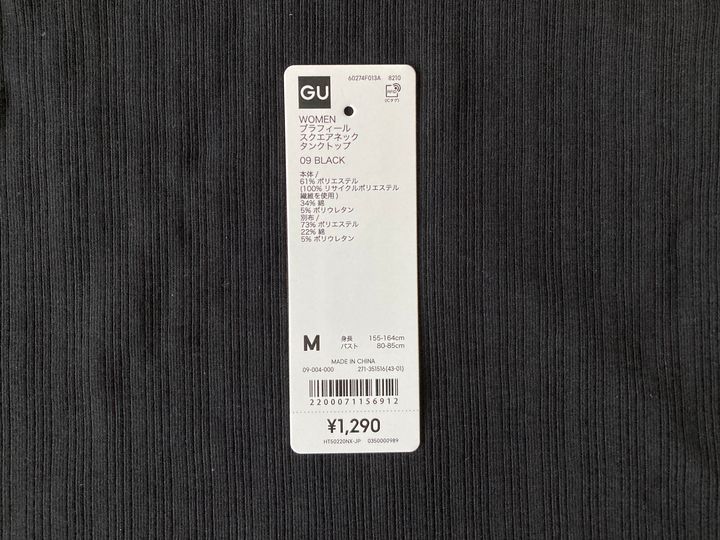 60274F013A 8210
GU
(ICタグ)
WOMEN
ブラフィール
スクエアネック
タンクトップ
09 BLACK
本体 /
61% ポリエステル
(100% リサイクルポリエステル
繊維を使用)
34% 綿
5% ポリウレタン
別布 /
73% ポリエステル
22% 綿
5% ポリウレタン
M 身長 155-164cm
バスト 80-85cm
MADE IN CHINA
09-004-000 271-351516(43-01)
2200071156912
¥1,290
HTS0220NX-JP 0350000989